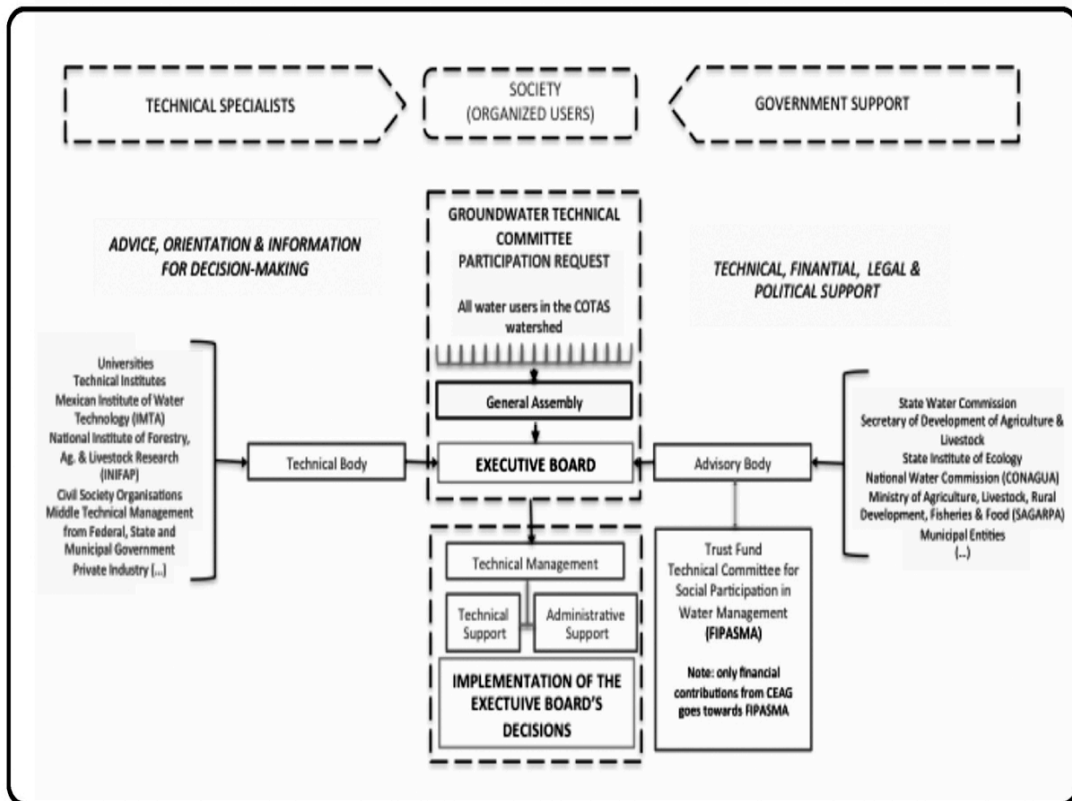 TECHNICAL SPECIALISTS
SOCIETY
(ORGANIZED USERS)
GOVERNMENT SUPPORT
ADVICE, ORIENTATION & INFORMATION
FOR DECISION-MAKING
GROUNDWATER TECHNICAL
COMMITTEE
PARTICIPATION REQUEST
All water users in the COTAS
watershed
TECHNICAL, FINANTIAL, LEGAL &
POLITICAL SUPPORT
Universities
Technical Institutes
Mexican Institute of Water
Technology (IMTA)
National Institute of Forestry,
Ag. & Livestock Research
(INIFAP)
Civil Society Organisations
Middle Technical Management
from Federal, State and
Municipal Government
Private Industry (...)
Technical Body
General Assembly
EXECUTIVE BOARD
Advisory Body
State Water Commission
Secretary of Development of Agriculture &
Livestock
State Institute of Ecology
National Water Commission (CONAGUA)
Ministry of Agriculture, Livestock, Rural
Development, Fisheries & Food (SAGARPA)
Municipal Entities
(...)
Technical Management
Technical
Support
Administrative
Support
IMPLEMENTATION OF THE
EXECTUIVE BOARD'S
DECISIONS
Trust Fund
Technical Committee for
Social Participation in
Water Management
(FIPASMA)
Note: only financial
contributions from CEAG
goes towards FIPASMA